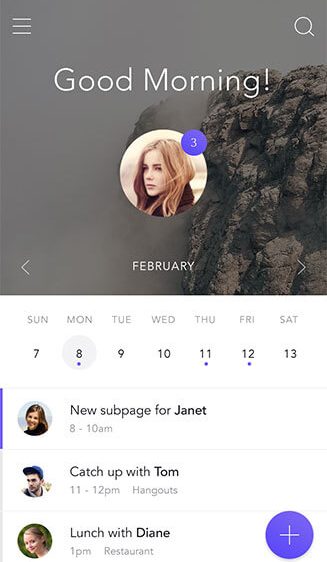 Good Morning!
3
FEBRUARY
SUN MON TUE WED THU FRI SAT
7 8 9 10 11 12 13
New subpage for Janet
8 - 10am
Catch up with Tom
11 - 12pm Hangouts
Lunch with Diane
1pm Restaurant